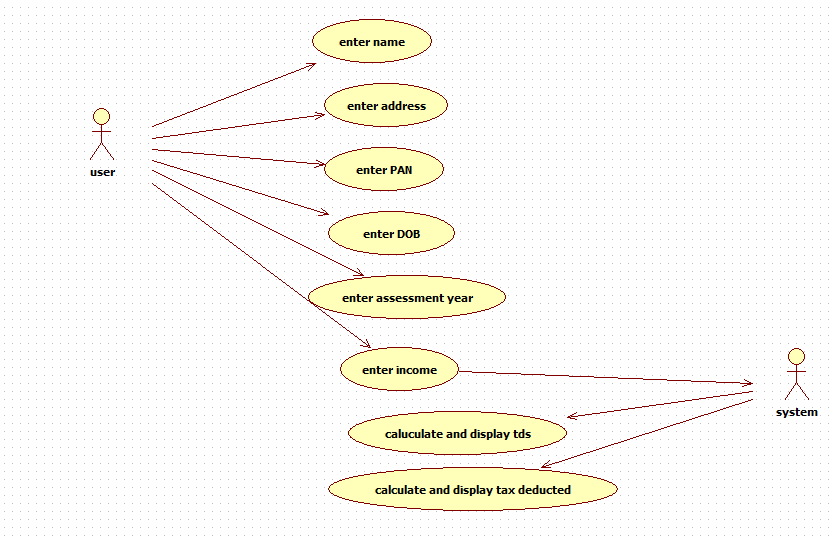 enter name
enter address
user
enter PAN
enter DOB
enter assessment year
enter income
system
caluculate and display tds
calculate and display tax deducted